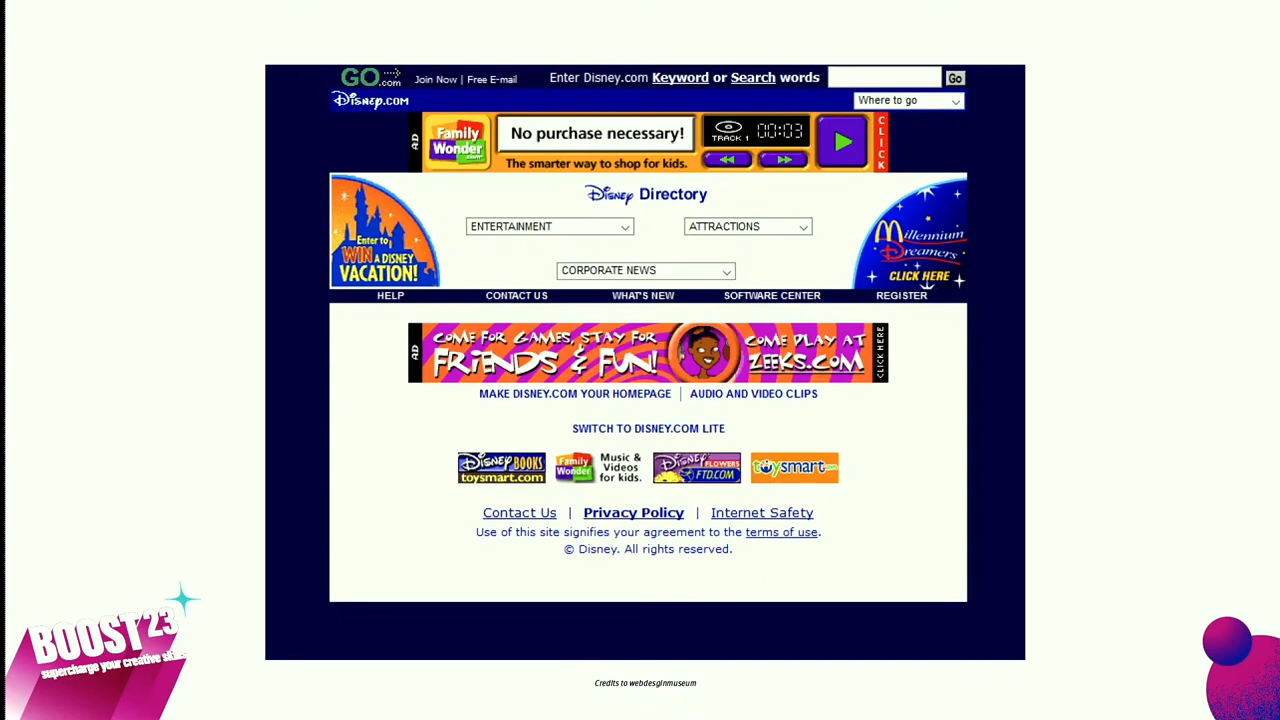 GO.com Join Now | Free E-mail Enter Disney.com Keyword or Search words Go
Disney.com Where to go
AD Family Wonder.com No purchase necessary! TRACK 1 00:03 CLICK
The smarter way to shop for kids.
Disney Directory
Enter to WIN A DISNEY VACATION!
ENTERTAINMENT ATTRACTIONS
CORPORATE NEWS
Millennium Dreamers CLICK HERE
HELP CONTACT US WHAT'S NEW SOFTWARE CENTER REGISTER
AD COME FOR GAMES, STAY FOR FRIENDS & FUN! COME PLAY AT ZEEKS.COM CLICK HERE
MAKE DISNEY.COM YOUR HOMEPAGE | AUDIO AND VIDEO CLIPS
SWITCH TO DISNEY.COM LITE
Disney BOOKS
toysmart.com
Family Wonder
Music &
Videos
for kids.
Disney FLOWERS
FTD.COM
toysmart.com
Contact Us | Privacy Policy | Internet Safety
Use of this site signifies your agreement to the terms of use.
© Disney. All rights reserved.
BOOST23
supercharge your creative
Credits to webdesginmuseum